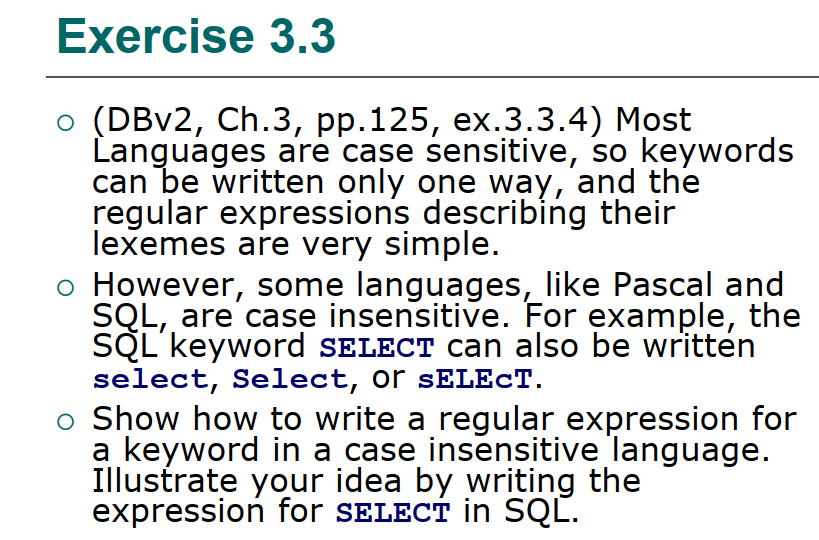 Exercise 3.3
○ (DBv2, Ch.3, pp.125, ex.3.3.4) Most
Languages are case sensitive, so keywords
can be written only one way, and the
regular expressions describing their
lexemes are very simple.
○ However, some languages, like Pascal and
SQL, are case insensitive. For example, the
SQL keyword SELECT can also be written
select, Select, or sELEcT.
○ Show how to write a regular expression for
a keyword in a case insensitive language.
Illustrate your idea by writing the
expression for SELECT in SQL.